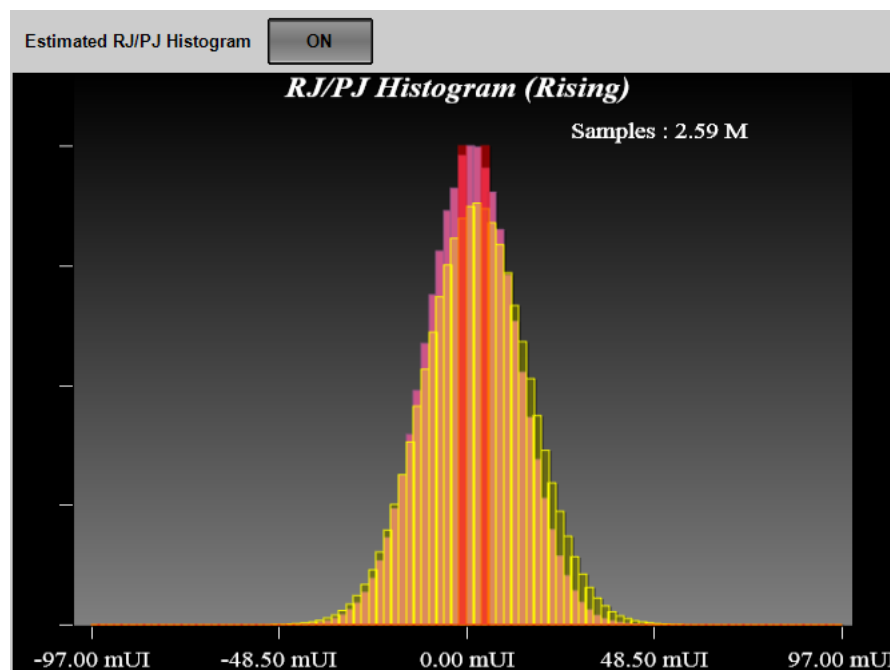 Estimated RJ/PJ Histogram ON
RJ/PJ Histogram (Rising)
Samples : 2.59 M
-97.00 mUI -48.50 mUI 0.00 mUI 48.50 mUI 97.00 mUI